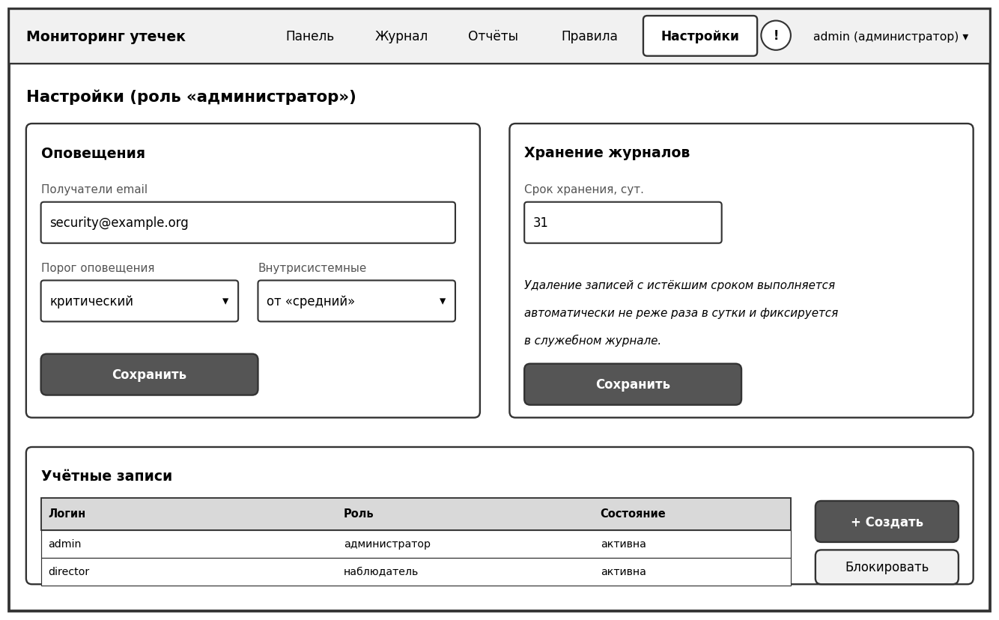 Мониторинг утечек Панель Журнал Отчёты Правила Настройки ! admin (администратор) ▾
Настройки (роль «администратор»)
Оповещения
Получатели email
security@example.org
Порог оповещения Внутрисистемные
критический ▾ от «средний» ▾
Сохранить
Хранение журналов
Срок хранения, сут.
31
Удаление записей с истёкшим сроком выполняется
автоматически не реже раза в сутки и фиксируется
в служебном журнале.
Сохранить
Учётные записи
Логин Роль Состояние
admin администратор активна
director наблюдатель активна
+ Создать
Блокировать